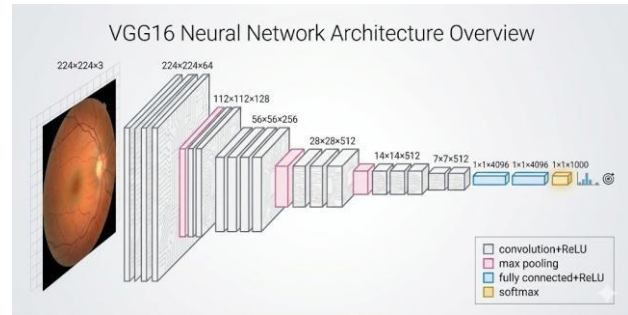 VGG16 Neural Network Architecture Overview
224×224×3
224×224×64
112×112×128
56×56×256
28×28×512
14×14×512
7×7×512
1×1×4096
1×1×4096
1×1×1000
convolution+ReLU
max pooling
fully connected+ReLU
softmax